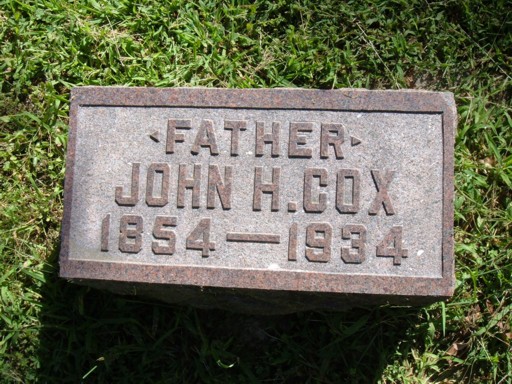 FATHER
JOHN H. COX
1854–1934